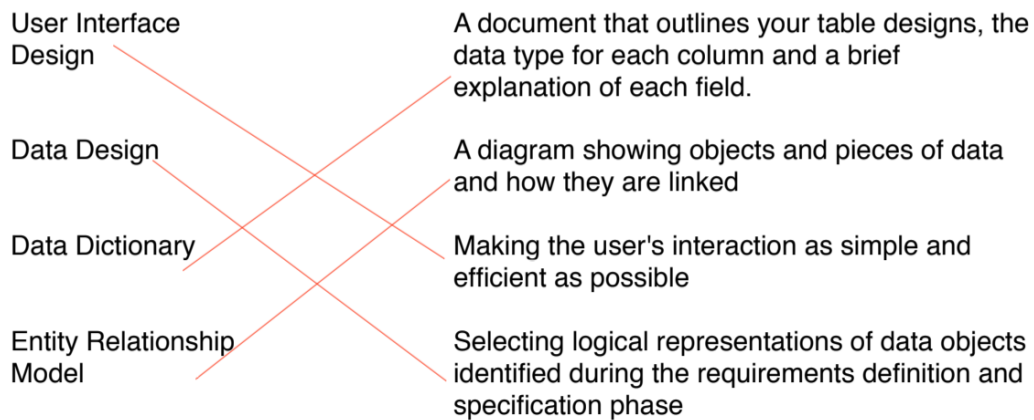 User Interface
Design
A document that outlines your table designs, the
data type for each column and a brief
explanation of each field.
Data Design
A diagram showing objects and pieces of data
and how they are linked
Data Dictionary
Making the user's interaction as simple and
efficient as possible
Entity Relationship
Model
Selecting logical representations of data objects
identified during the requirements definition and
specification phase